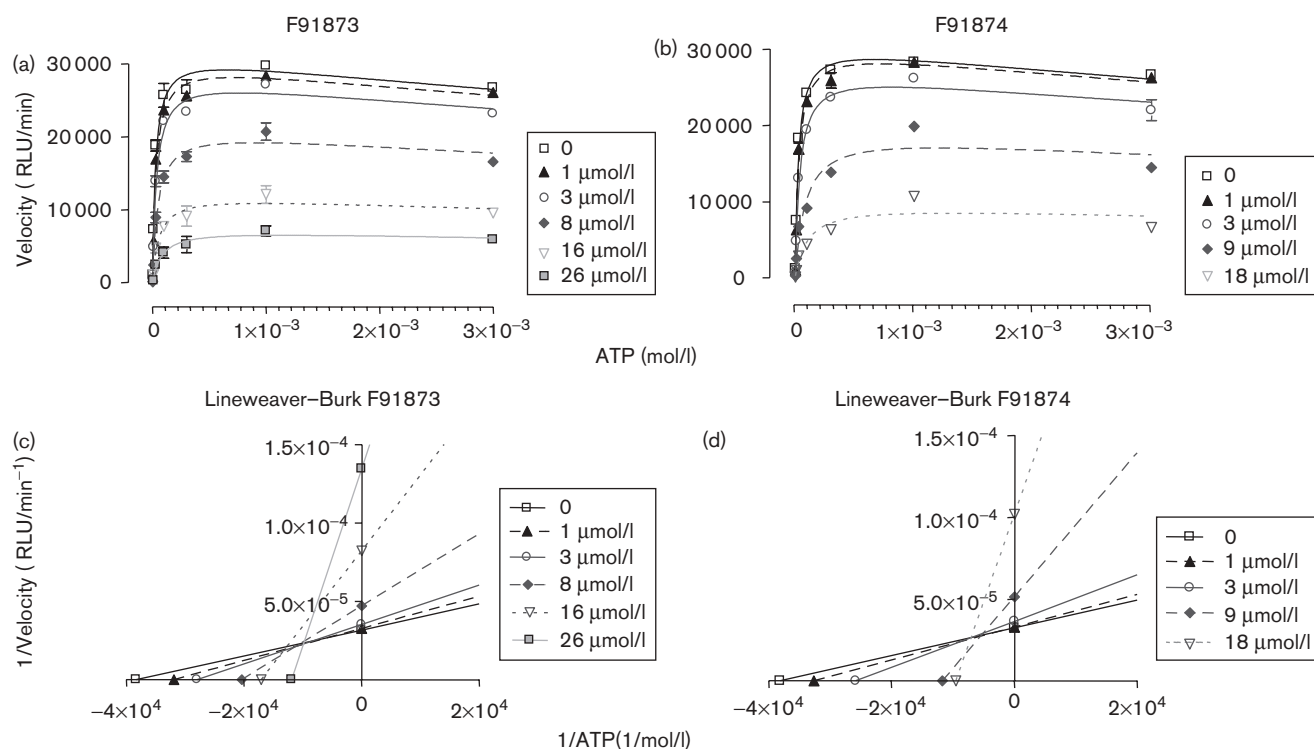 F91873
(a)
30 000
20 000
10 000
0
Velocity ( RLU/min)
0
1×10⁻³
2×10⁻³
3×10⁻³
0
1 μmol/l
3 μmol/l
8 μmol/l
16 μmol/l
26 μmol/l
F91874
(b)
30 000
20 000
10 000
0
0
1×10⁻³
2×10⁻³
3×10⁻³
0
1 μmol/l
3 μmol/l
9 μmol/l
18 μmol/l
ATP (mol/l)
Lineweaver–Burk F91873
(c)
1.5×10⁻⁴
1.0×10⁻⁴
5.0×10⁻⁵
1/Velocity ( RLU/min⁻¹)
−4×10⁴
−2×10⁴
0
2×10⁴
0
1 μmol/l
3 μmol/l
8 μmol/l
16 μmol/l
26 μmol/l
Lineweaver–Burk F91874
(d)
1.5×10⁻⁴
1.0×10⁻⁴
5.0×10⁻⁵
−4×10⁴
−2×10⁴
0
2×10⁴
0
1 μmol/l
3 μmol/l
9 μmol/l
18 μmol/l
1/ATP(1/mol/l)